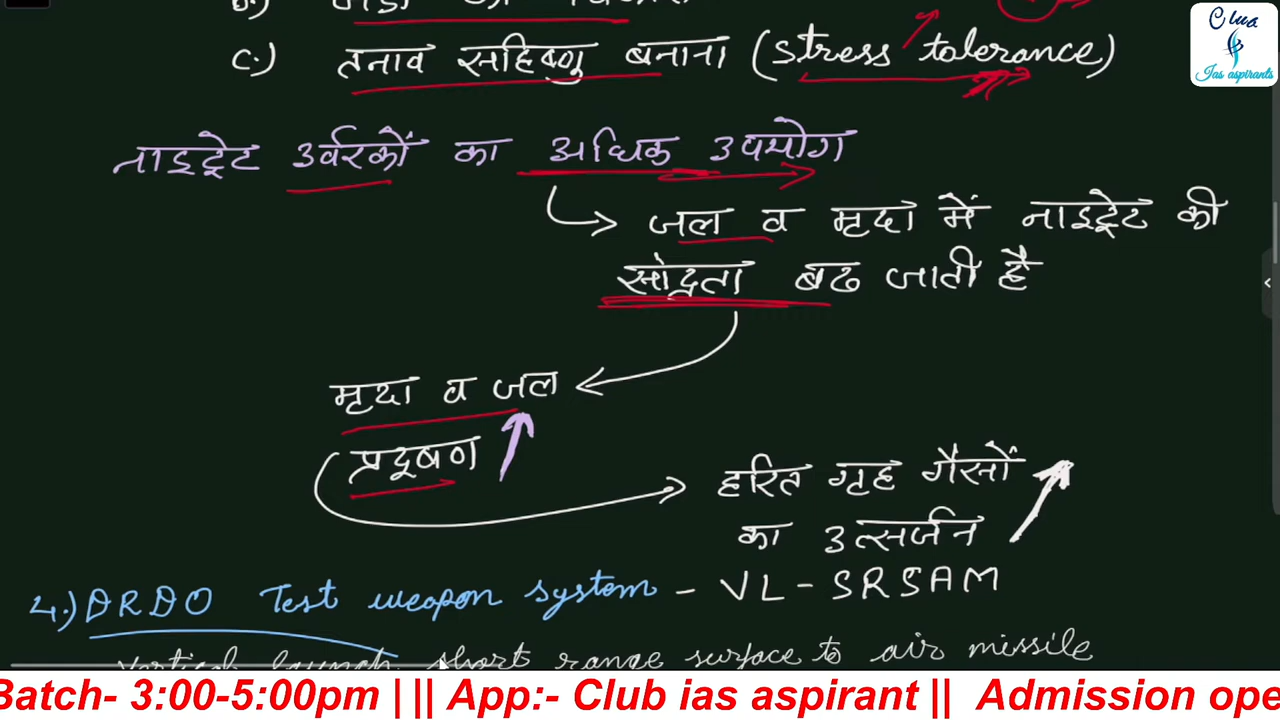 c.) तनाव सहिष्णु बनाना (stress tolerance)
Club
Ias aspirants
नाइट्रेट उर्वरकों का अधिक उपयोग
जल व मृदा में नाइट्रेट की
सांद्रता बढ जाती है
मृदा व जल
प्रदूषण
हरित गृह गैसों
का उत्सर्जन
4.) DRDO Test weapon system - VL-SRSAM
vertical launch short range surface to air missile
Batch- 3:00-5:00pm | || App:- Club ias aspirant || Admission ope